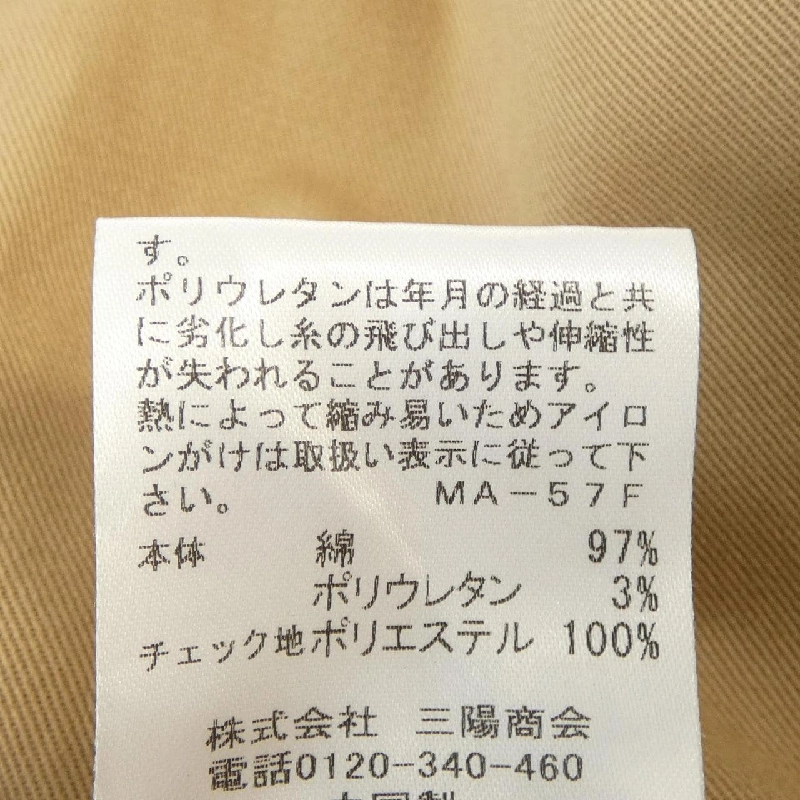 す。
ポリウレタンは年月の経過と共
に劣化し糸の飛び出しや伸縮性
が失われることがあります。
熱によって縮み易いためアイロ
ンがけは取扱い表示に従って下
さい。 MA-57F
本体 綿 97%
ポリウレタン 3%
チェック地ポリエステル 100%
株式会社 三陽商会
電話0120-340-460